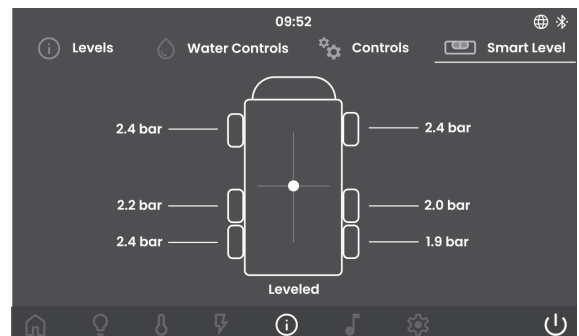 09:52
Levels Water Controls Controls Smart Level
2.4 bar 2.4 bar
2.2 bar 2.0 bar
2.4 bar 1.9 bar
Leveled